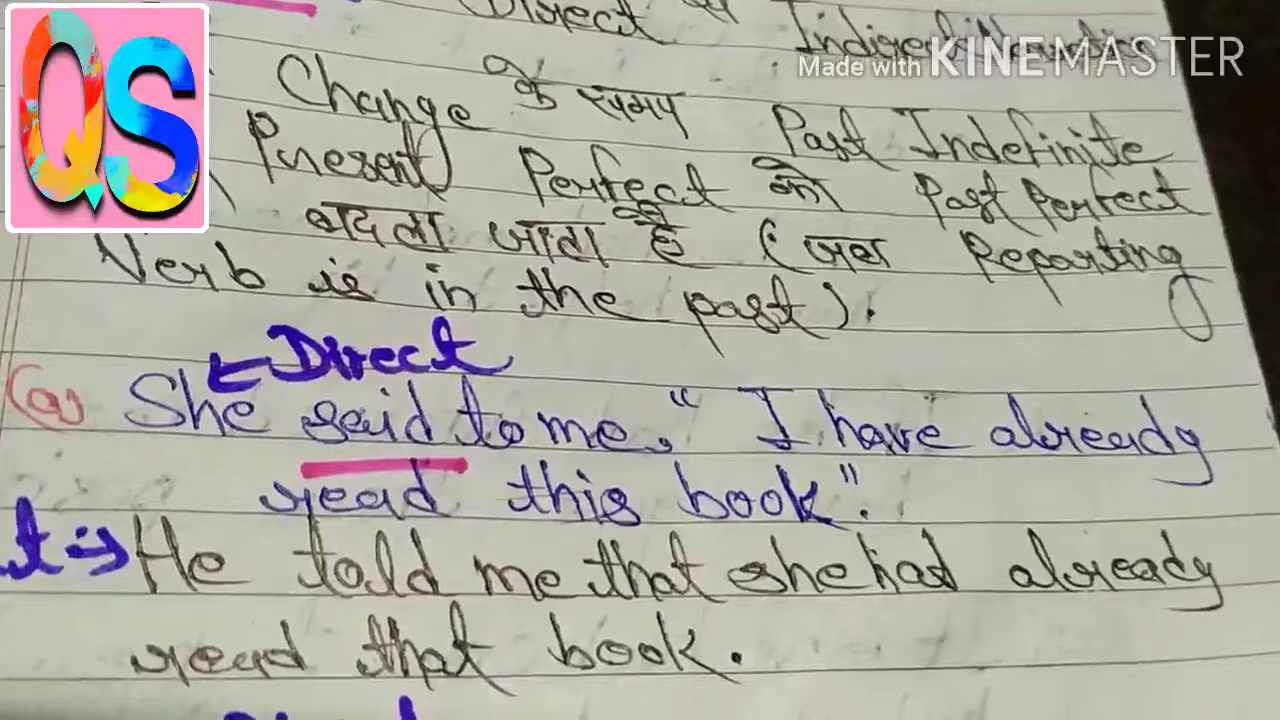 Direct
Indirect Narration
Made with KINEMASTER
QS
Change के समय Past Indefinite
Present Perfect को Past Perfect
बदला जाता है (जब Reporting
Verb is in the past).
← Direct
(a) She said to me, "I have already
read this book".
t ⇒ He told me that she had already
read that book.